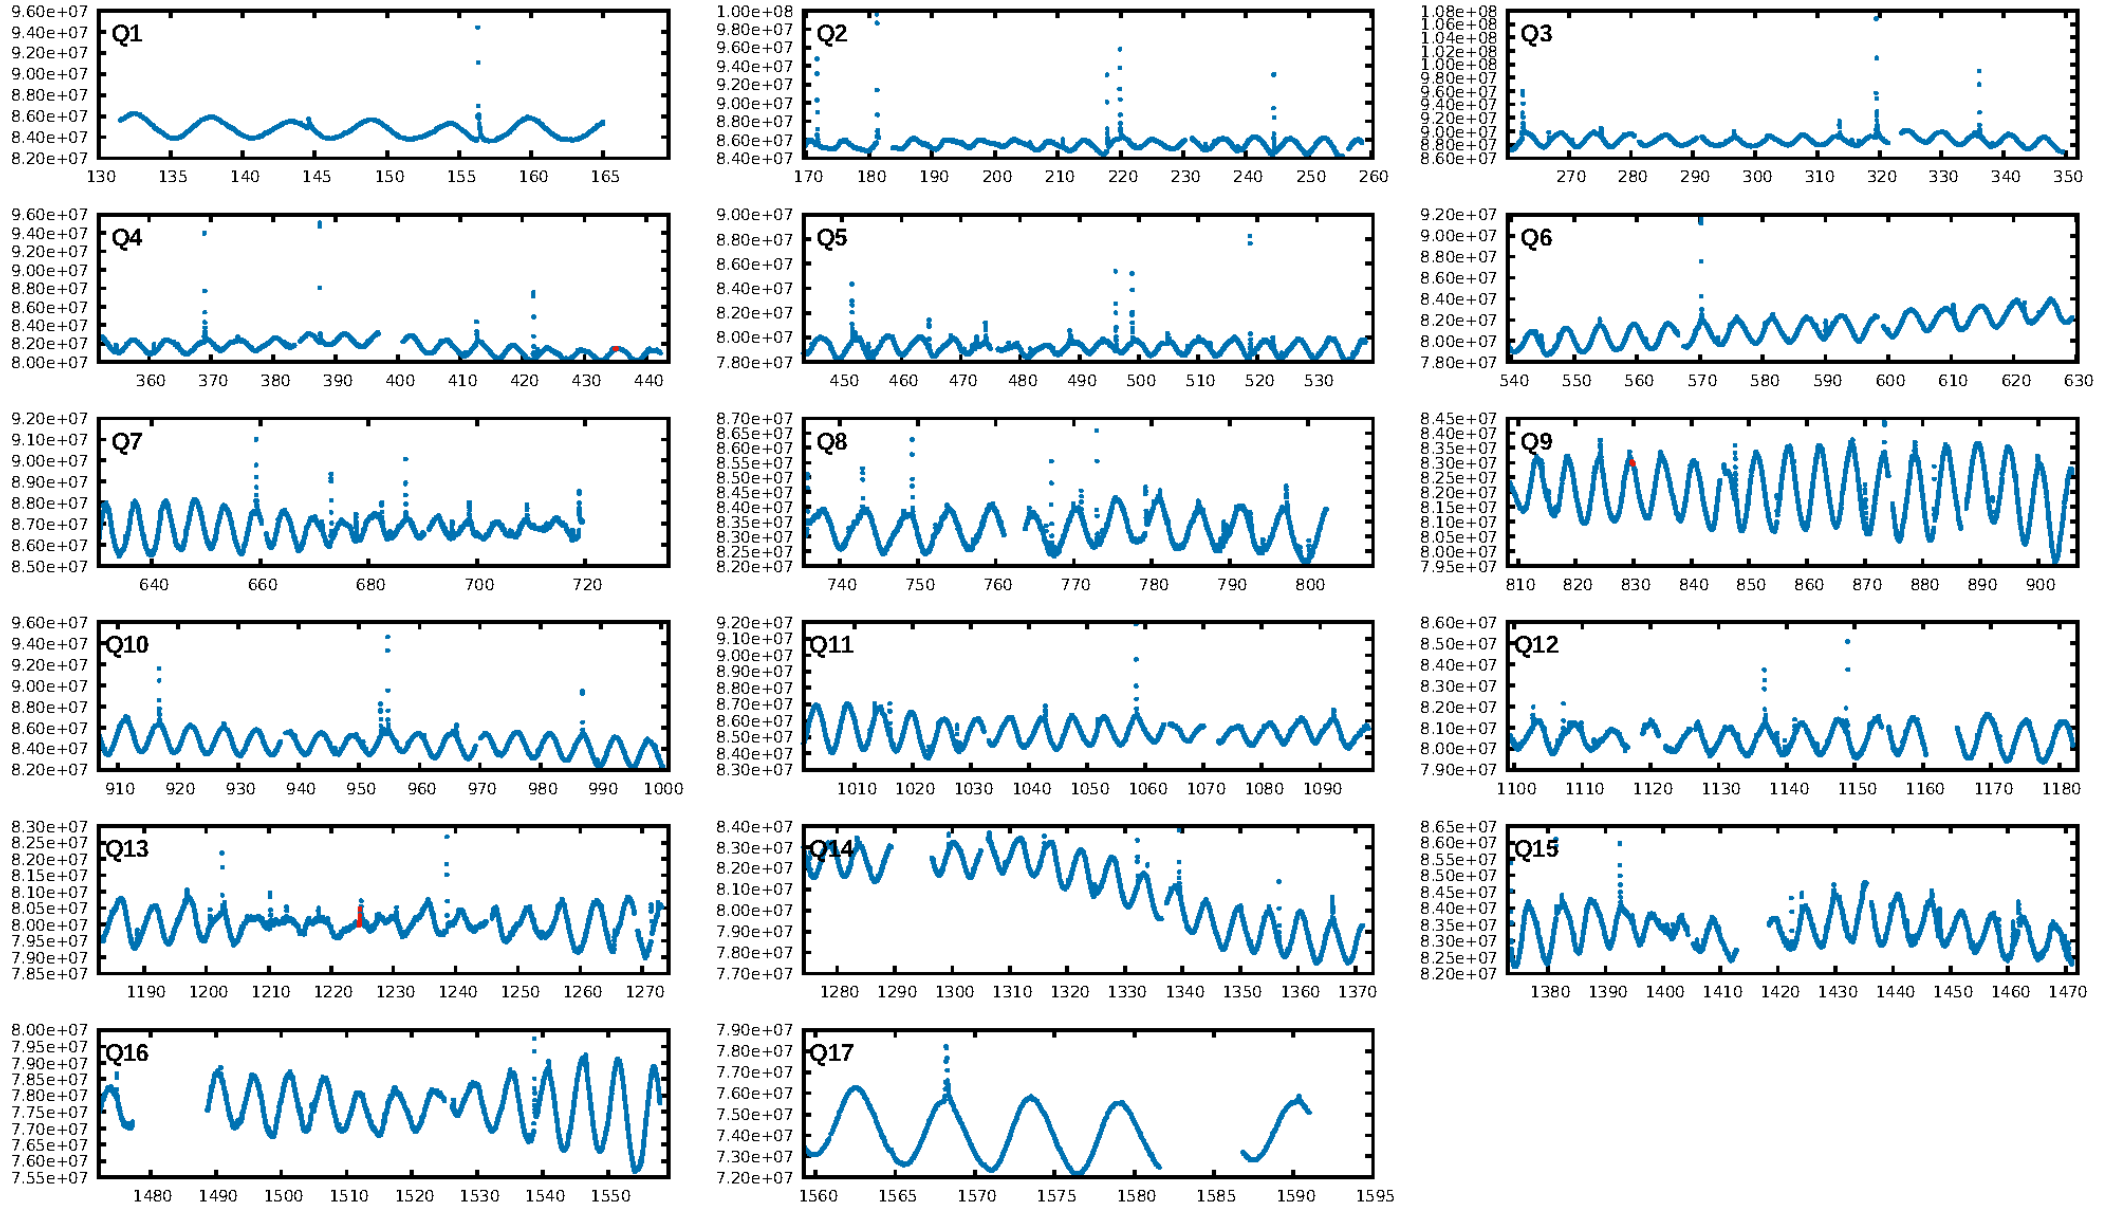 9.60e+07
9.40e+07
9.20e+07
9.00e+07
8.80e+07
8.60e+07
8.40e+07
8.20e+07
Q1
130 135 140 145 150 155 160 165
1.00e+08
9.80e+07
9.60e+07
9.40e+07
9.20e+07
9.00e+07
8.80e+07
8.60e+07
8.40e+07
Q2
170 180 190 200 210 220 230 240 250 260
1.08e+08
1.06e+08
1.04e+08
1.02e+08
1.00e+08
9.80e+07
9.60e+07
9.40e+07
9.20e+07
9.00e+07
8.80e+07
8.60e+07
Q3
270 280 290 300 310 320 330 340 350
9.60e+07
9.40e+07
9.20e+07
9.00e+07
8.80e+07
8.60e+07
8.40e+07
8.20e+07
8.00e+07
Q4
360 370 380 390 400 410 420 430 440
9.00e+07
8.80e+07
8.60e+07
8.40e+07
8.20e+07
8.00e+07
7.80e+07
Q5
450 460 470 480 490 500 510 520 530
9.20e+07
9.00e+07
8.80e+07
8.60e+07
8.40e+07
8.20e+07
8.00e+07
7.80e+07
Q6
540 550 560 570 580 590 600 610 620 630
9.20e+07
9.10e+07
9.00e+07
8.90e+07
8.80e+07
8.70e+07
8.60e+07
8.50e+07
Q7
640 660 680 700 720
8.70e+07
8.65e+07
8.60e+07
8.55e+07
8.50e+07
8.45e+07
8.40e+07
8.35e+07
8.30e+07
8.25e+07
8.20e+07
Q8
740 750 760 770 780 790 800
8.45e+07
8.40e+07
8.35e+07
8.30e+07
8.25e+07
8.20e+07
8.15e+07
8.10e+07
8.05e+07
8.00e+07
7.95e+07
Q9
810 820 830 840 850 860 870 880 890 900
9.60e+07
9.40e+07
9.20e+07
9.00e+07
8.80e+07
8.60e+07
8.40e+07
8.20e+07
Q10
910 920 930 940 950 960 970 980 990 1000
9.20e+07
9.10e+07
9.00e+07
8.90e+07
8.80e+07
8.70e+07
8.60e+07
8.50e+07
8.40e+07
8.30e+07
Q11
1010 1020 1030 1040 1050 1060 1070 1080 1090
8.60e+07
8.50e+07
8.40e+07
8.30e+07
8.20e+07
8.10e+07
8.00e+07
7.90e+07
Q12
1100 1110 1120 1130 1140 1150 1160 1170 1180
8.30e+07
8.25e+07
8.20e+07
8.15e+07
8.10e+07
8.05e+07
8.00e+07
7.95e+07
7.90e+07
7.85e+07
Q13
1190 1200 1210 1220 1230 1240 1250 1260 1270
8.40e+07
8.30e+07
8.20e+07
8.10e+07
8.00e+07
7.90e+07
7.80e+07
7.70e+07
Q14
1280 1290 1300 1310 1320 1330 1340 1350 1360 1370
8.65e+07
8.60e+07
8.55e+07
8.50e+07
8.45e+07
8.40e+07
8.35e+07
8.30e+07
8.25e+07
8.20e+07
Q15
1380 1390 1400 1410 1420 1430 1440 1450 1460 1470
8.00e+07
7.95e+07
7.90e+07
7.85e+07
7.80e+07
7.75e+07
7.70e+07
7.65e+07
7.60e+07
7.55e+07
Q16
1480 1490 1500 1510 1520 1530 1540 1550
7.90e+07
7.80e+07
7.70e+07
7.60e+07
7.50e+07
7.40e+07
7.30e+07
7.20e+07
Q17
1560 1565 1570 1575 1580 1585 1590 1595